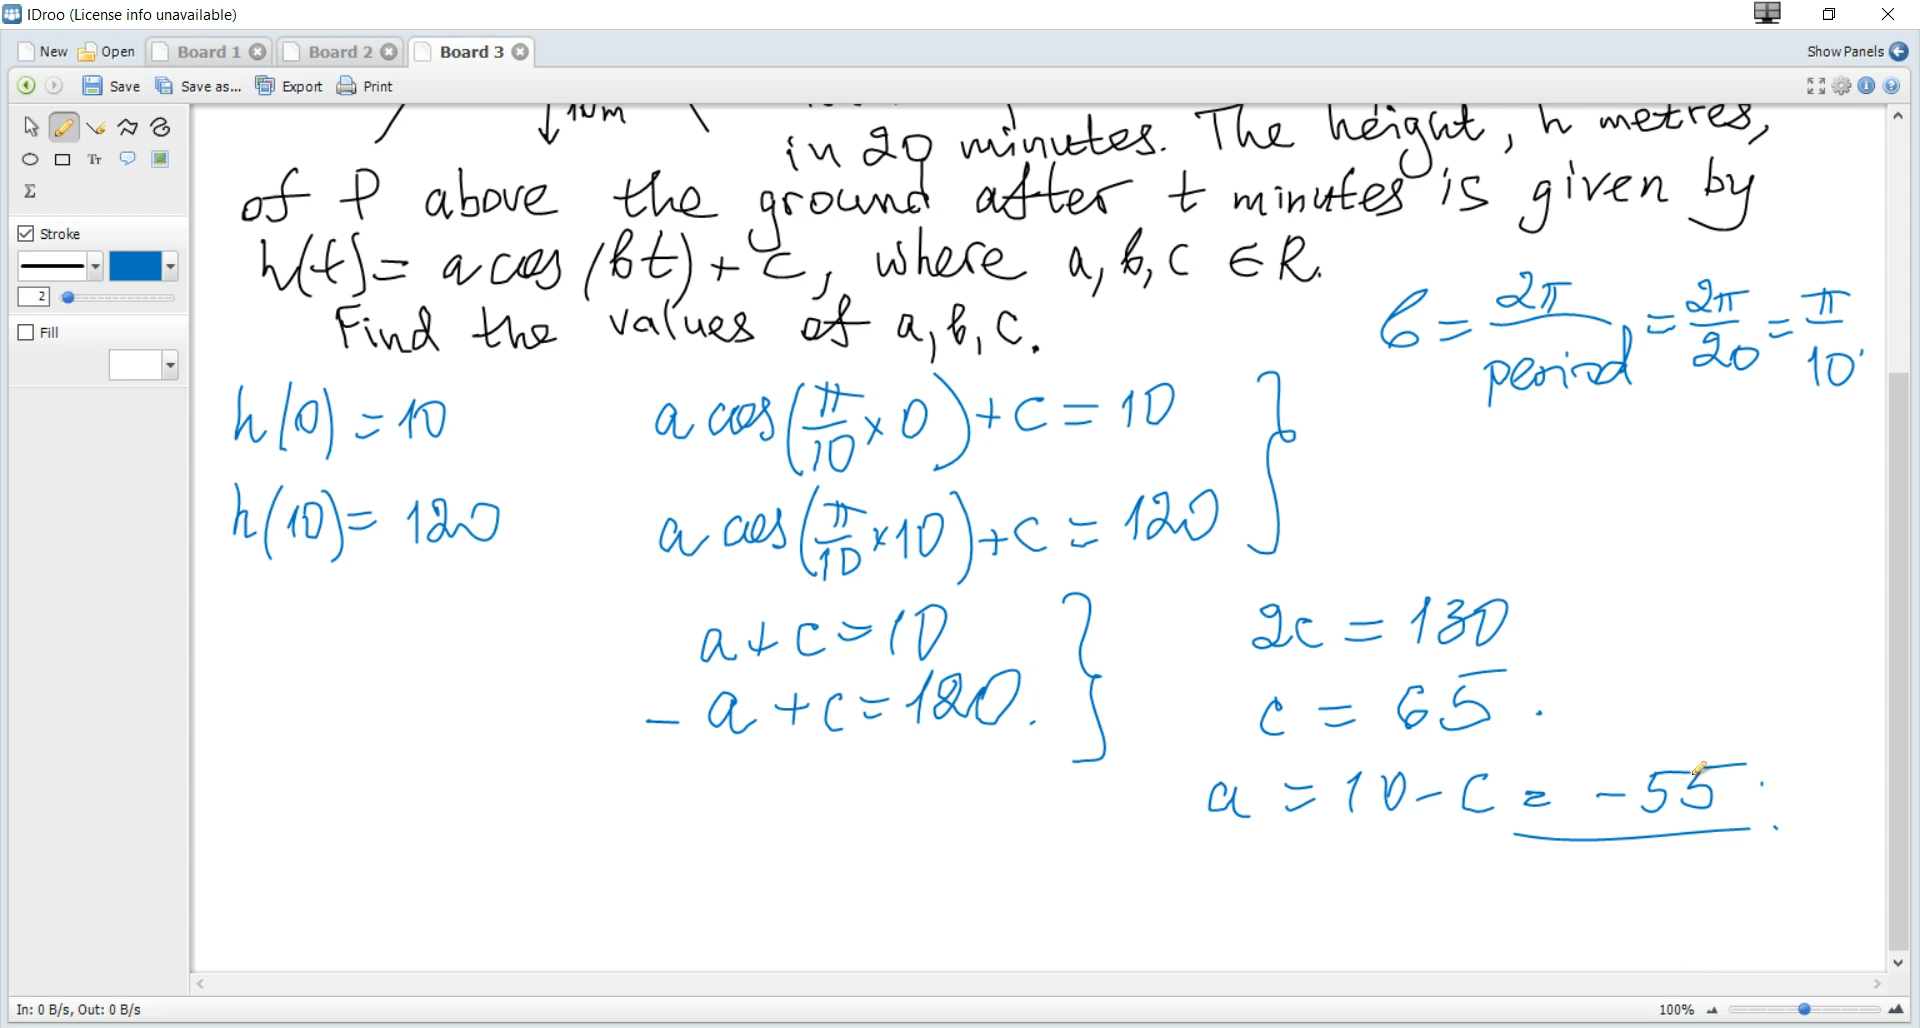 IDroo (License info unavailable)
New Open Board 1 Board 2 Board 3 Show Panels
Save Save as... Export Print
10m
in 20 minutes. The height, h metres,
of P above the ground after t minutes is given by
h(t) = a cos (bt) + c, where a, b, c ∈ R.
Find the values of a, b, c.
b = 2π/period = 2π/20 = π/10.
h(0) = 10 a cos(π/10 × 0) + c = 10
h(10) = 120 a cos(π/10 × 10) + c = 120
a + c = 10 2c = 130
- a + c = 120. c = 65.
a = 10 - c = -55.
Tт
Σ
Stroke
2
Fill
In: 0 B/s, Out: 0 B/s 100%